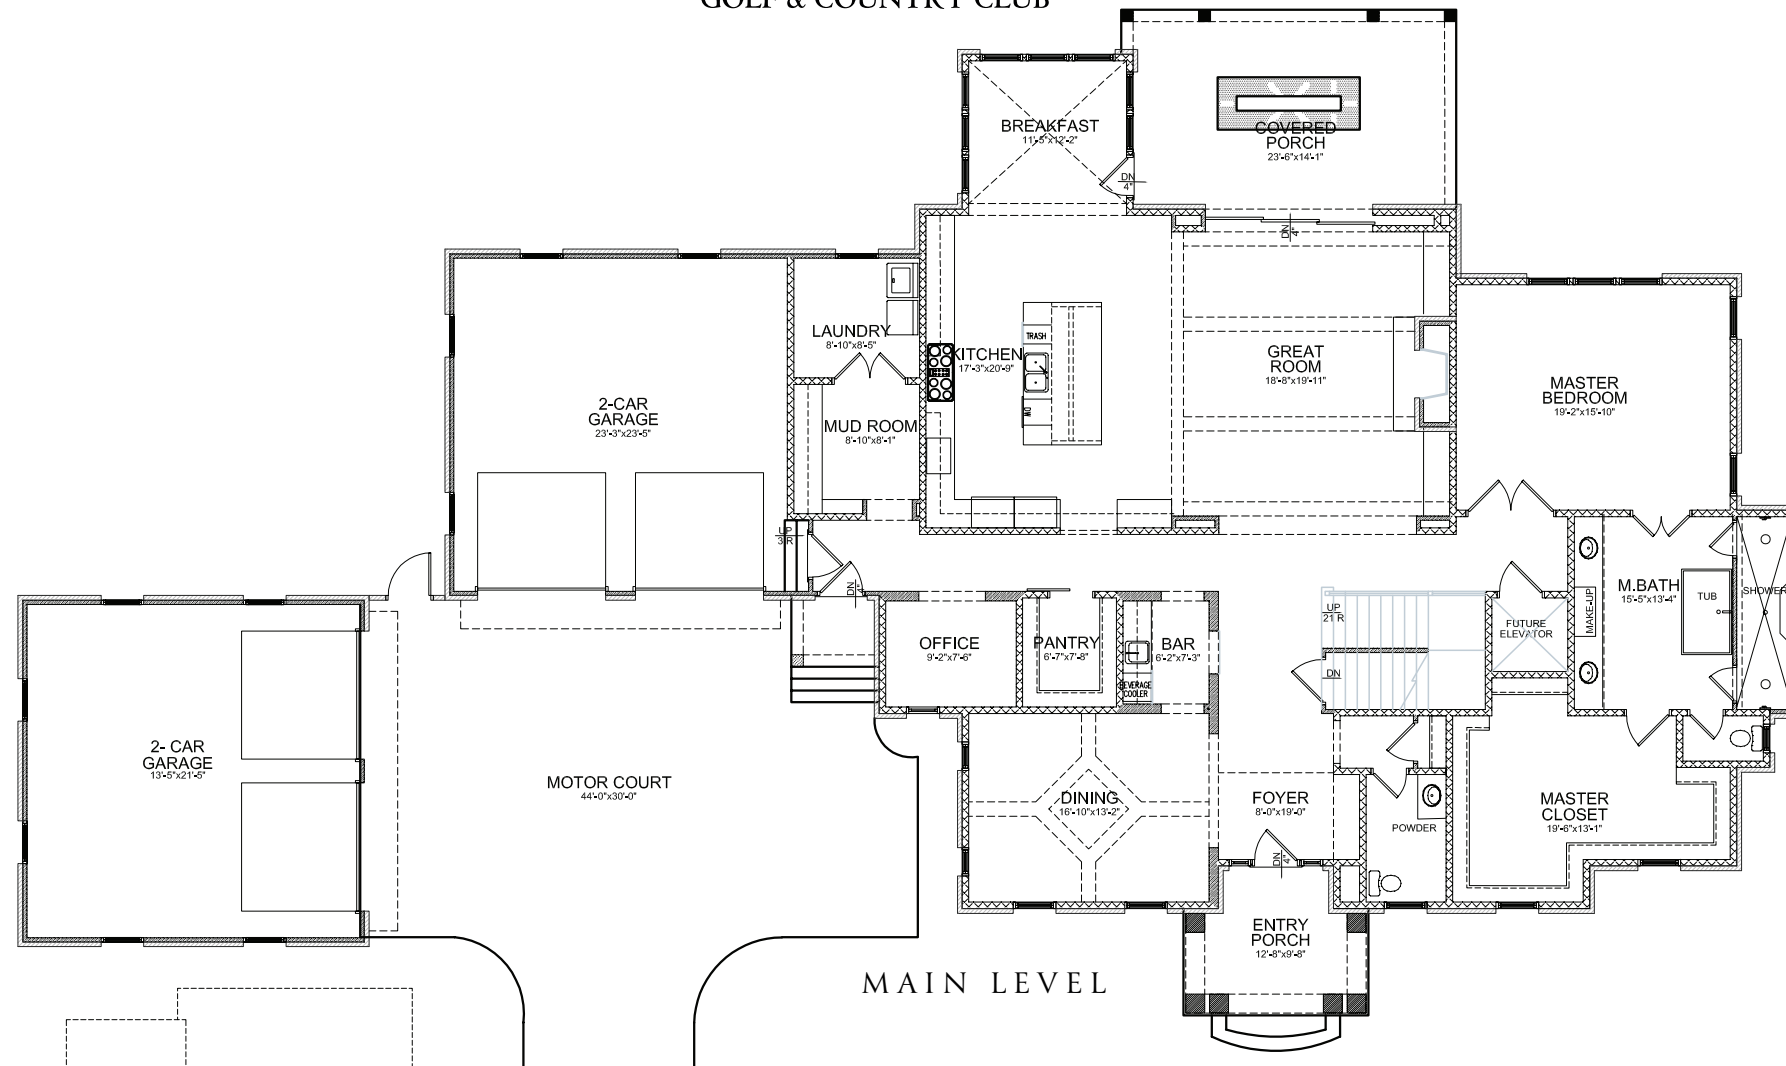 GOLF & COUNTRY CLUB
BREAKFAST
11'-5"x12'-2"
COVERED
PORCH
23'-6"x14'-1"
DN
4"
DN
4"
LAUNDRY
8'-10"x8'-5"
TRASH
KITCHEN
17'-3"x20'-9"
DW
GREAT
ROOM
18'-8"x19'-11"
MASTER
BEDROOM
19'-2"x15'-10"
2-CAR
GARAGE
23'-3"x23'-5"
MUD ROOM
8'-10"x8'-1"
UP
3 R
DN
4"
M.BATH
15'-5"x13'-4"
MAKE-UP
TUB
SHOWER
UP
21 R
FUTURE
ELEVATOR
OFFICE
9'-2"x7'-6"
PANTRY
6'-7"x7'-8"
BAR
6'-2"x7'-3"
BEVERAGE
COOLER
DN
2- CAR
GARAGE
13'-5"x21'-5"
MOTOR COURT
44'-0"x30'-0"
DINING
16'-10"x13'-2"
FOYER
8'-0"x19'-0"
MASTER
CLOSET
19'-6"x13'-1"
POWDER
DN
4"
ENTRY
PORCH
12'-8"x9'-8"
MAIN LEVEL